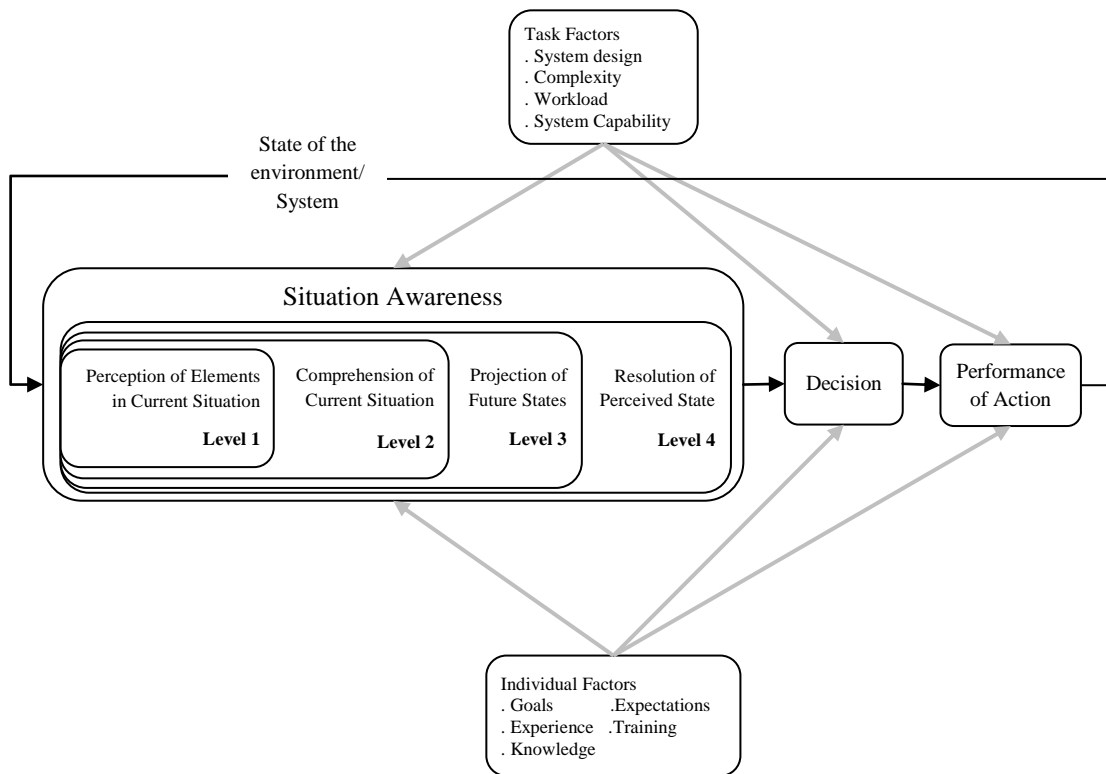 Task Factors
. System design
. Complexity
. Workload
. System Capability
State of the
environment/
System
Situation Awareness
Perception of Elements
in Current Situation
Level 1
Comprehension of
Current Situation
Level 2
Projection of
Future States
Level 3
Resolution of
Perceived State
Level 4
Decision
Performance
of Action
Individual Factors
. Goals .Expectations
. Experience .Training
. Knowledge